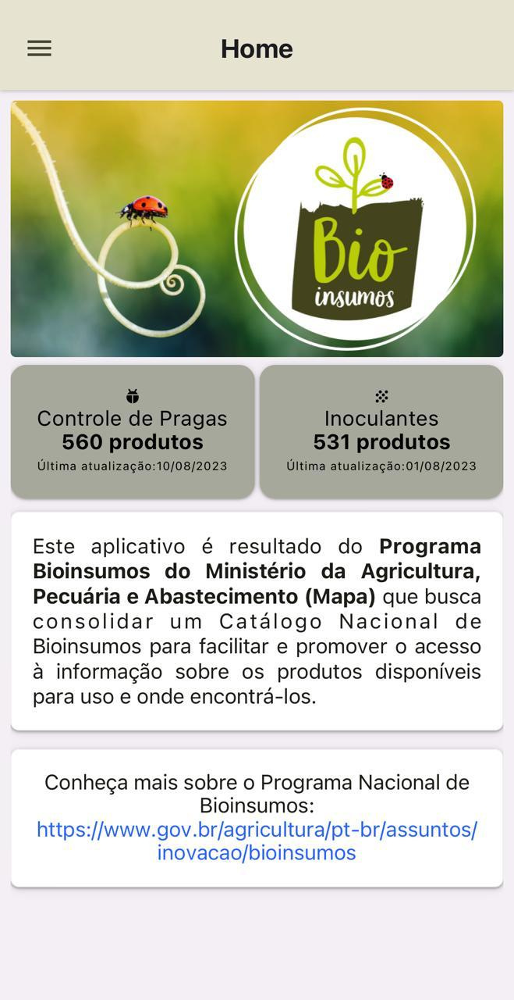 Home
Bio
insumos
Controle de Pragas
560 produtos
Última atualização:10/08/2023
Inoculantes
531 produtos
Última atualização:01/08/2023
Este aplicativo é resultado do Programa
Bioinsumos do Ministério da Agricultura,
Pecuária e Abastecimento (Mapa) que busca
consolidar um Catálogo Nacional de
Bioinsumos para facilitar e promover o acesso
à informação sobre os produtos disponíveis
para uso e onde encontrá-los.
Conheça mais sobre o Programa Nacional de
Bioinsumos:
https://www.gov.br/agricultura/pt-br/assuntos/
inovacao/bioinsumos